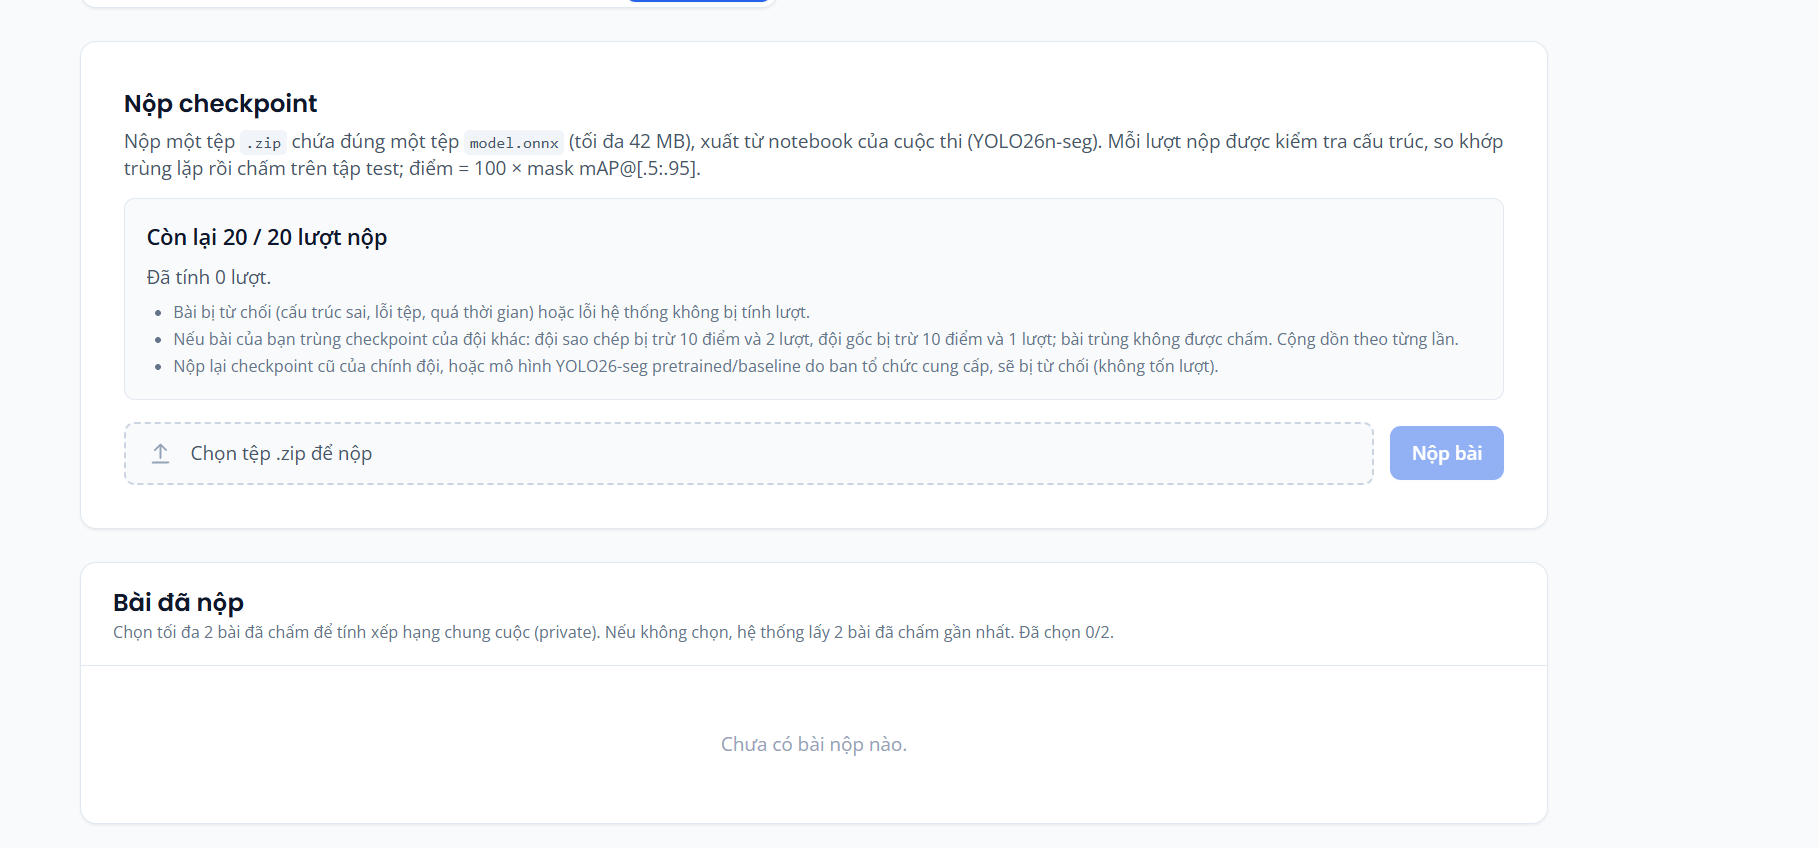 Nộp checkpoint
Nộp một tệp .zip chứa đúng một tệp model.onnx (tối đa 42 MB), xuất từ notebook của cuộc thi (YOLO26n-seg). Mỗi lượt nộp được kiểm tra cấu trúc, so khớp
trùng lặp rồi chấm trên tập test; điểm = 100 × mask mAP@[.5:.95].
Còn lại 20 / 20 lượt nộp
Đã tính 0 lượt.
• Bài bị từ chối (cấu trúc sai, lỗi tệp, quá thời gian) hoặc lỗi hệ thống không bị tính lượt.
• Nếu bài của bạn trùng checkpoint của đội khác: đội sao chép bị trừ 10 điểm và 2 lượt, đội gốc bị trừ 10 điểm và 1 lượt; bài trùng không được chấm. Cộng dồn theo từng lần.
• Nộp lại checkpoint cũ của chính đội, hoặc mô hình YOLO26-seg pretrained/baseline do ban tổ chức cung cấp, sẽ bị từ chối (không tốn lượt).
Chọn tệp .zip để nộp
Nộp bài
Bài đã nộp
Chọn tối đa 2 bài đã chấm để tính xếp hạng chung cuộc (private). Nếu không chọn, hệ thống lấy 2 bài đã chấm gần nhất. Đã chọn 0/2.
Chưa có bài nộp nào.